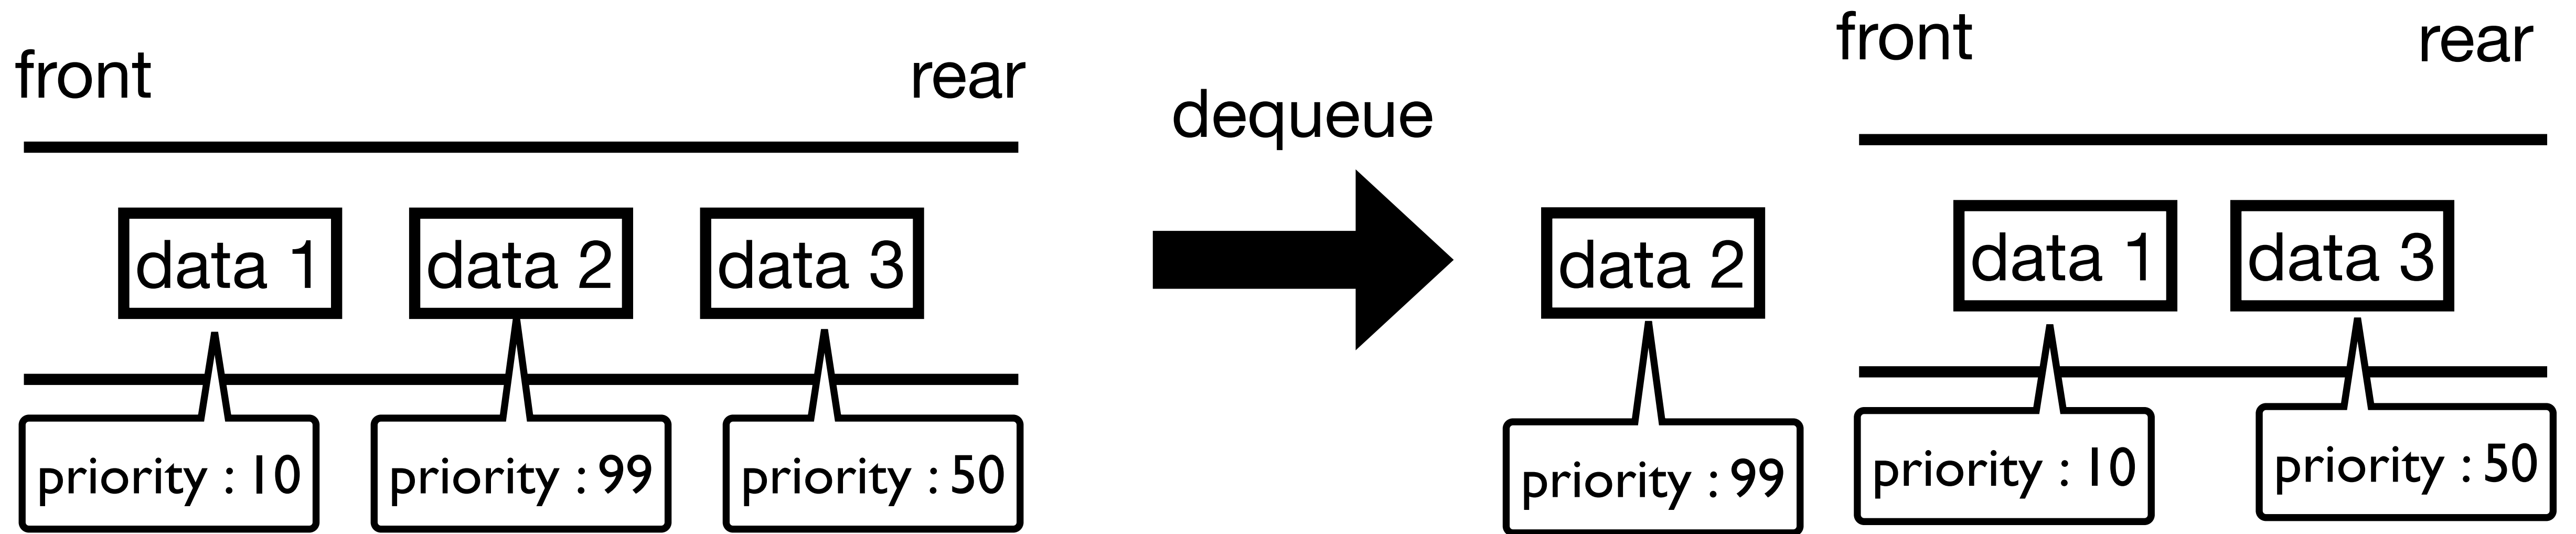 front
rear
data 1
data 2
data 3
priority : 10
priority : 99
priority : 50
dequeue
data 2
priority : 99
front
rear
data 1
data 3
priority : 10
priority : 50